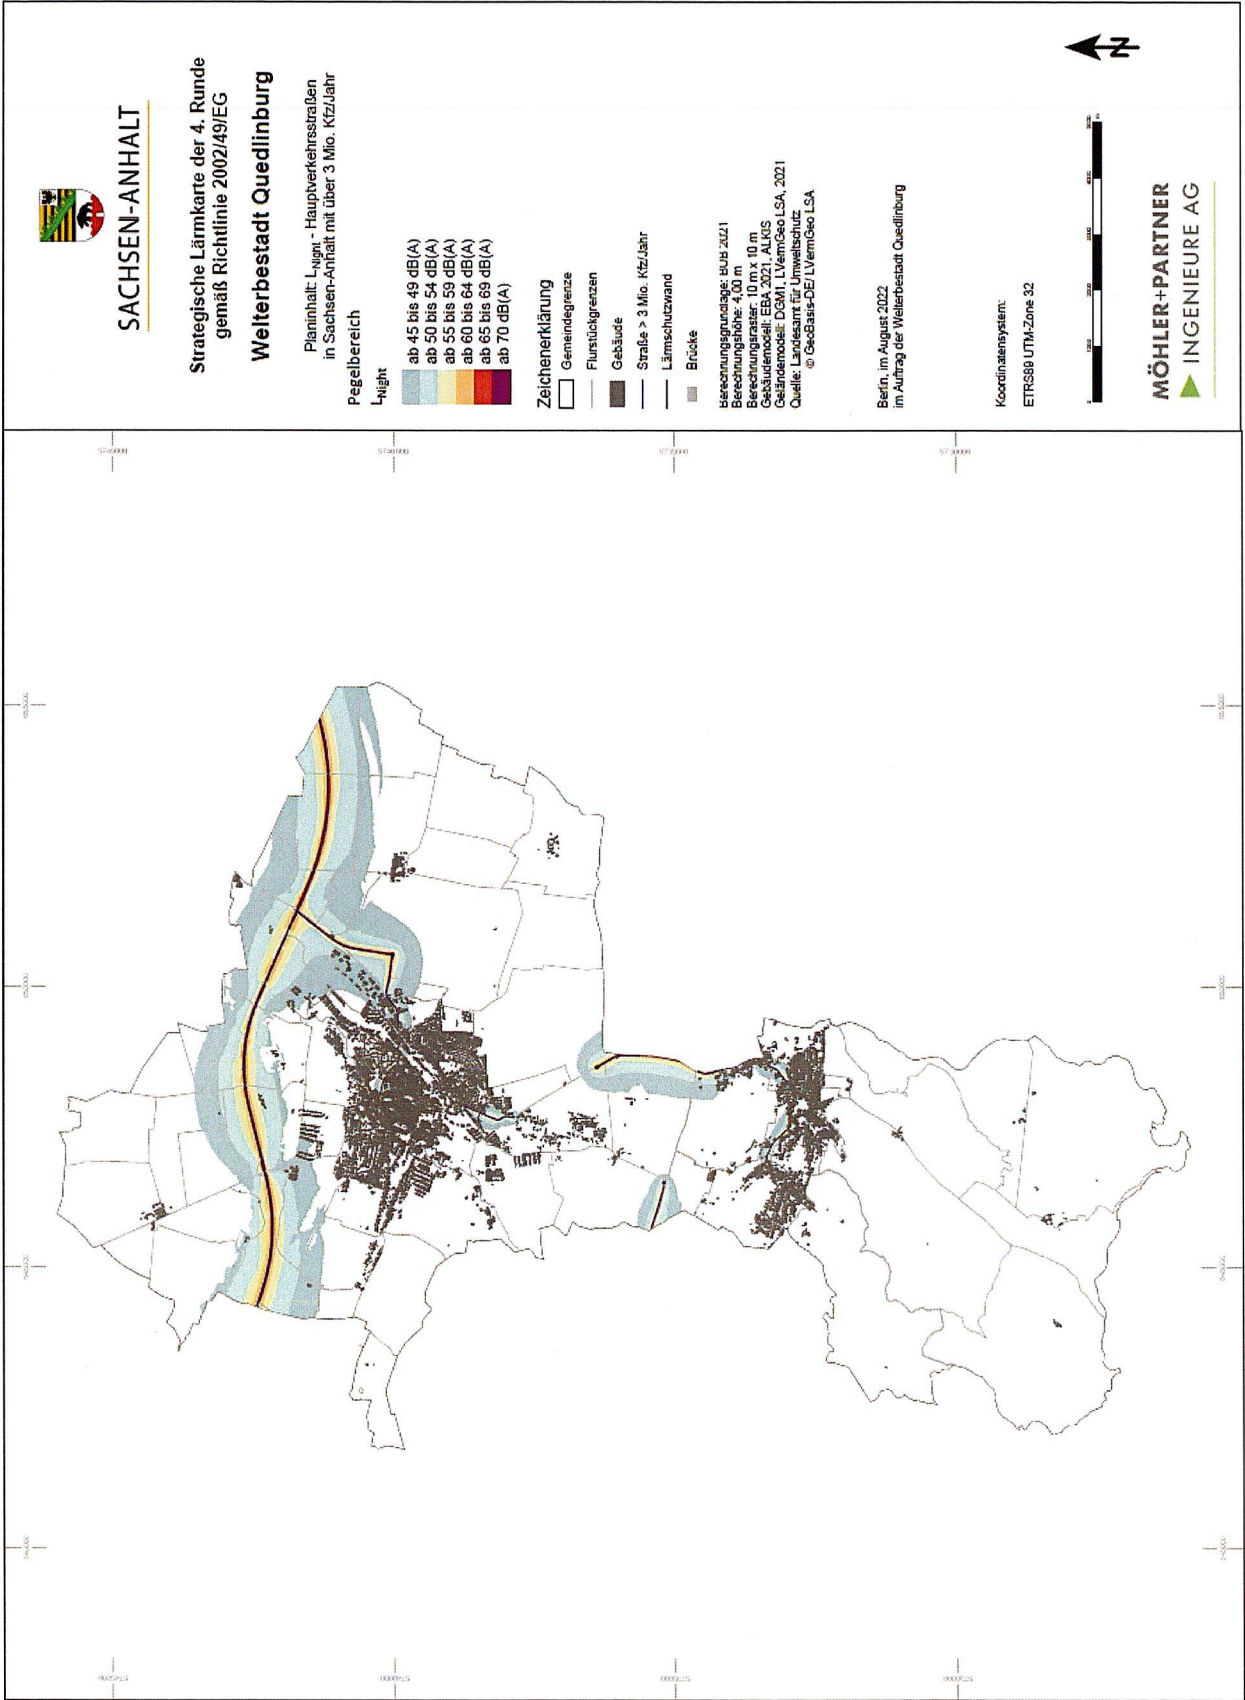 SACHSEN-ANHALT
Strategische Lärmkarte der 4. Runde
gemäß Richtlinie 2002/49/EG
Welterbestadt Quedlinburg
Planinhalt: LNight - Hauptverkehrsstraßen
in Sachsen-Anhalt mit über 3 Mio. Kfz/Jahr
Pegelbereich
LNight
ab 45 bis 49 dB(A)
ab 50 bis 54 dB(A)
ab 55 bis 59 dB(A)
ab 60 bis 64 dB(A)
ab 65 bis 69 dB(A)
ab 70 dB(A)
Zeichenerklärung
Gemeindegrenze
Flurstückgrenzen
Gebäude
Straße > 3 Mio. Kfz/Jahr
Lärmschutzwand
Brücke
Berechnungsgrundlage: BUB 2021
Berechnungshöhe: 4,00 m
Berechnungsraster: 10 m x 10 m
Gebäudemodell: EBA 2021, ALKIS
Geländemodell: DGM1, LVermGeo LSA, 2021
Quelle: Landesamt für Umweltschutz
© GeoBasis-DE/ LVermGeo LSA
Berlin, im August 2022
im Auftrag der Welterbestadt Quedlinburg
Koordinatensystem:
ETRS89 UTM-Zone 32
N
MÖHLER+PARTNER
INGENIEURE AG